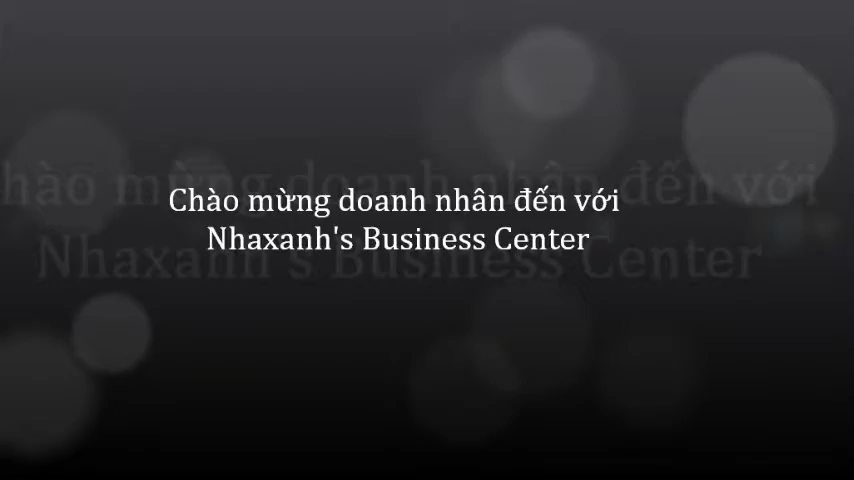 Chào mừng doanh nhân đến với
Nhaxanh's Business Center